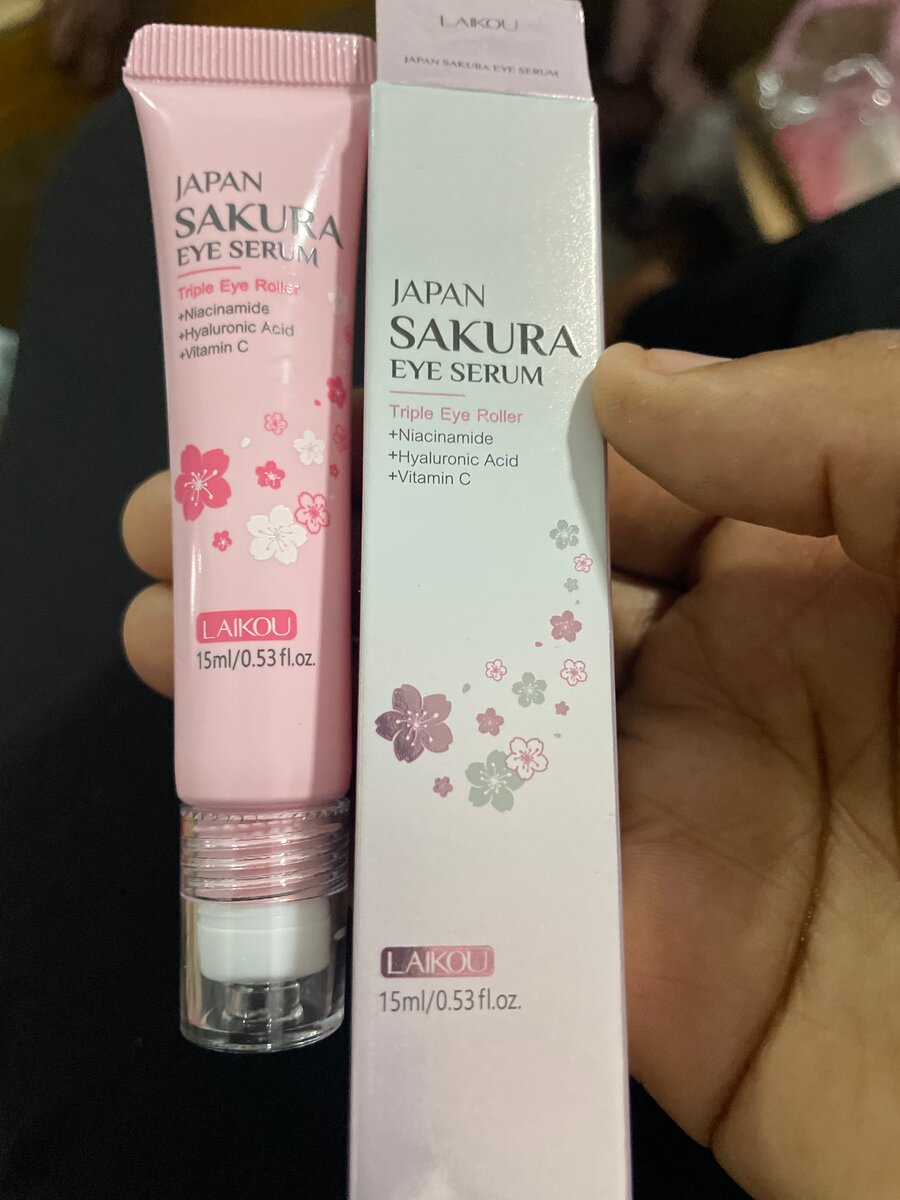 JAPAN
SAKURA
EYE SERUM
Triple Eye Roller
+Niacinamide
+Hyaluronic Acid
+Vitamin C
LAIKOU
15ml/0.53 fl.oz.
LAIKOU
JAPAN SAKURA EYE SERUM
JAPAN
SAKURA
EYE SERUM
Triple Eye Roller
+Niacinamide
+Hyaluronic Acid
+Vitamin C
LAIKOU
15ml/0.53 fl.oz.